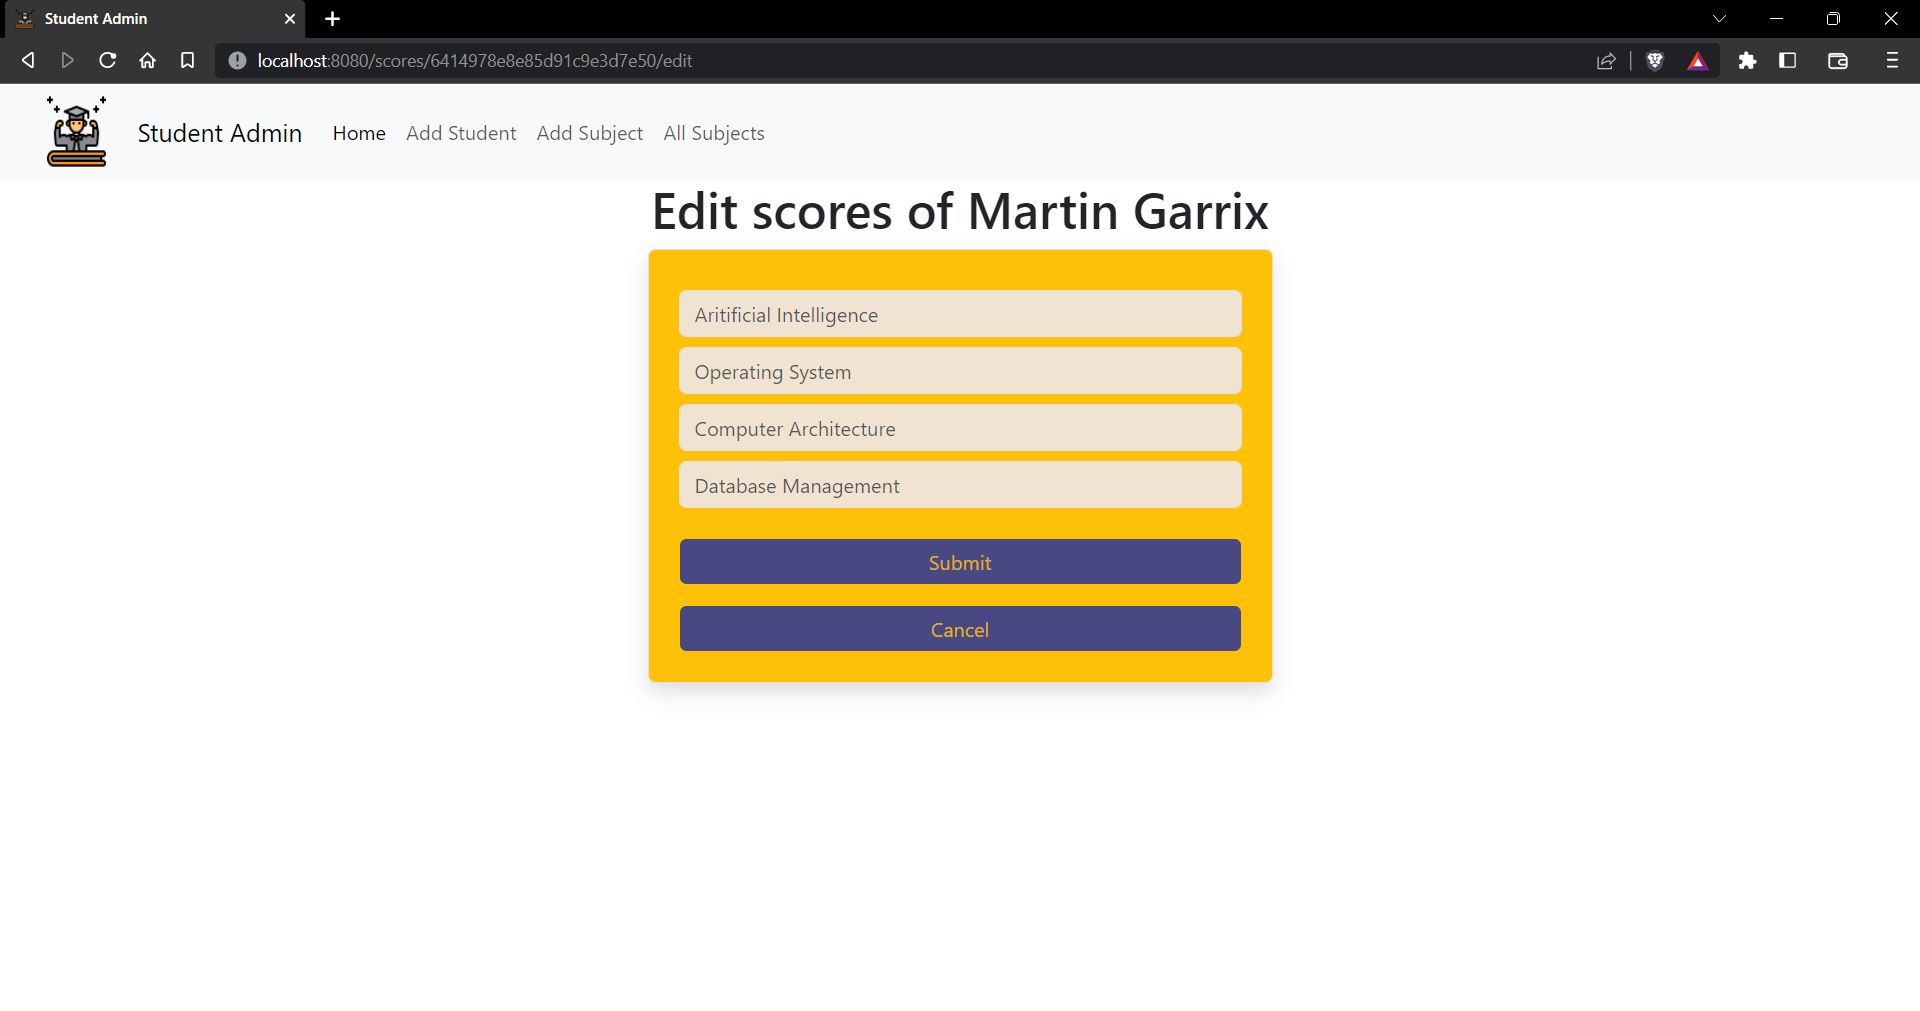 Student Admin
localhost:8080/scores/6414978e8e85d91c9e3d7e50/edit
Student Admin Home Add Student Add Subject All Subjects
Edit scores of Martin Garrix
Aritificial Intelligence
Operating System
Computer Architecture
Database Management
Submit
Cancel